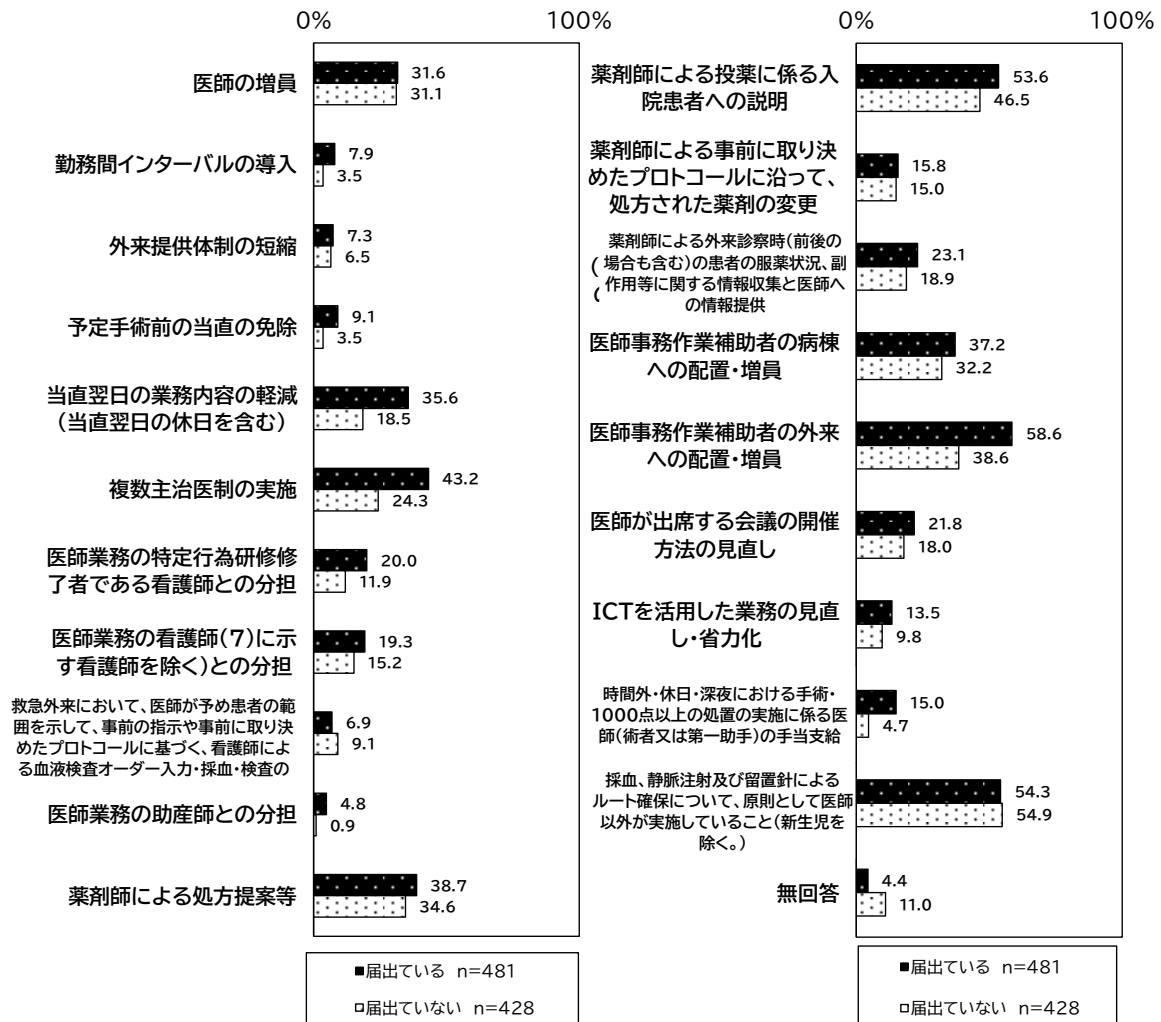 0%
100%
医師の増員
31.6
31.1
勤務間インターバルの導入
7.9
3.5
外来提供体制の短縮
7.3
6.5
予定手術前の当直の免除
9.1
3.5
当直翌日の業務内容の軽減
(当直翌日の休日を含む)
35.6
18.5
複数主治医制の実施
43.2
24.3
医師業務の特定行為研修修
了者である看護師との分担
20.0
11.9
医師業務の看護師(7)に示
す看護師を除く)との分担
19.3
15.2
救急外来において、医師が予め患者の範
囲を示して、事前の指示や事前に取り決
めたプロトコールに基づく、看護師によ
る血液検査オーダー入力・採血・検査の
6.9
9.1
医師業務の助産師との分担
4.8
0.9
薬剤師による処方提案等
38.7
34.6
■届出ている n=481
□届出ていない n=428
0%
100%
薬剤師による投薬に係る入
院患者への説明
53.6
46.5
薬剤師による事前に取り決
めたプロトコールに沿って、
処方された薬剤の変更
15.8
15.0
薬剤師による外来診察時(前後の
場合も含む)の患者の服薬状況、副
作用等に関する情報収集と医師へ
の情報提供
(
(
23.1
18.9
医師事務作業補助者の病棟
への配置・増員
37.2
32.2
医師事務作業補助者の外来
への配置・増員
58.6
38.6
医師が出席する会議の開催
方法の見直し
21.8
18.0
ICTを活用した業務の見直
し・省力化
13.5
9.8
時間外・休日・深夜における手術・
1000点以上の処置の実施に係る医
師(術者又は第一助手)の手当支給
15.0
4.7
採血、静脈注射及び留置針による
ルート確保について、原則として医師
以外が実施していること(新生児を
除く。)
54.3
54.9
無回答
4.4
11.0
■届出ている n=481
□届出ていない n=428